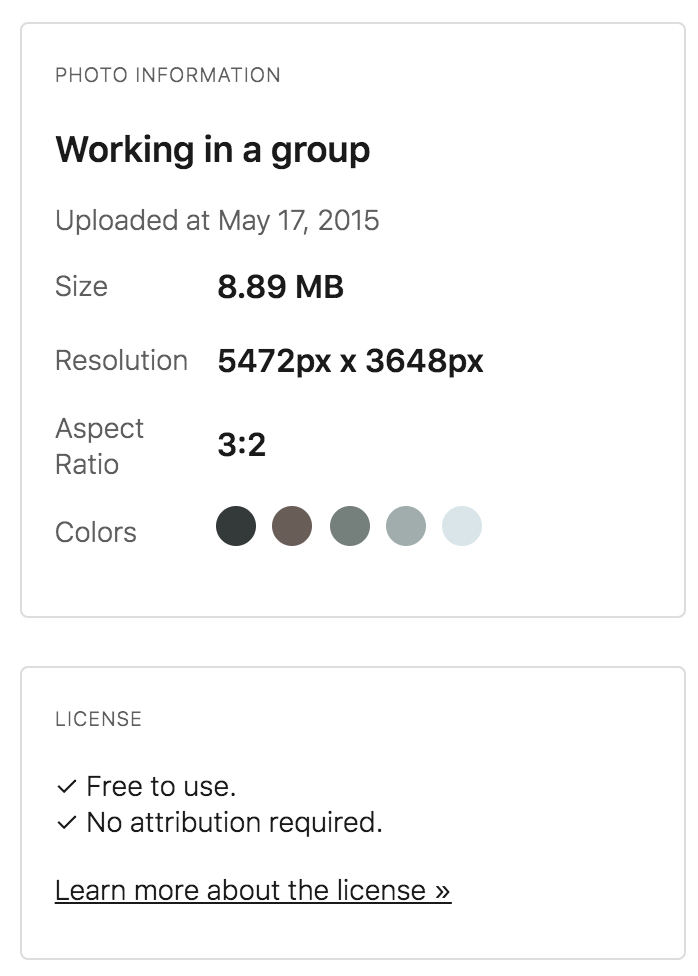 PHOTO INFORMATION
Working in a group
Uploaded at May 17, 2015
Size 8.89 MB
Resolution 5472px x 3648px
Aspect
Ratio 3:2
Colors
LICENSE
✓ Free to use.
✓ No attribution required.
Learn more about the license »